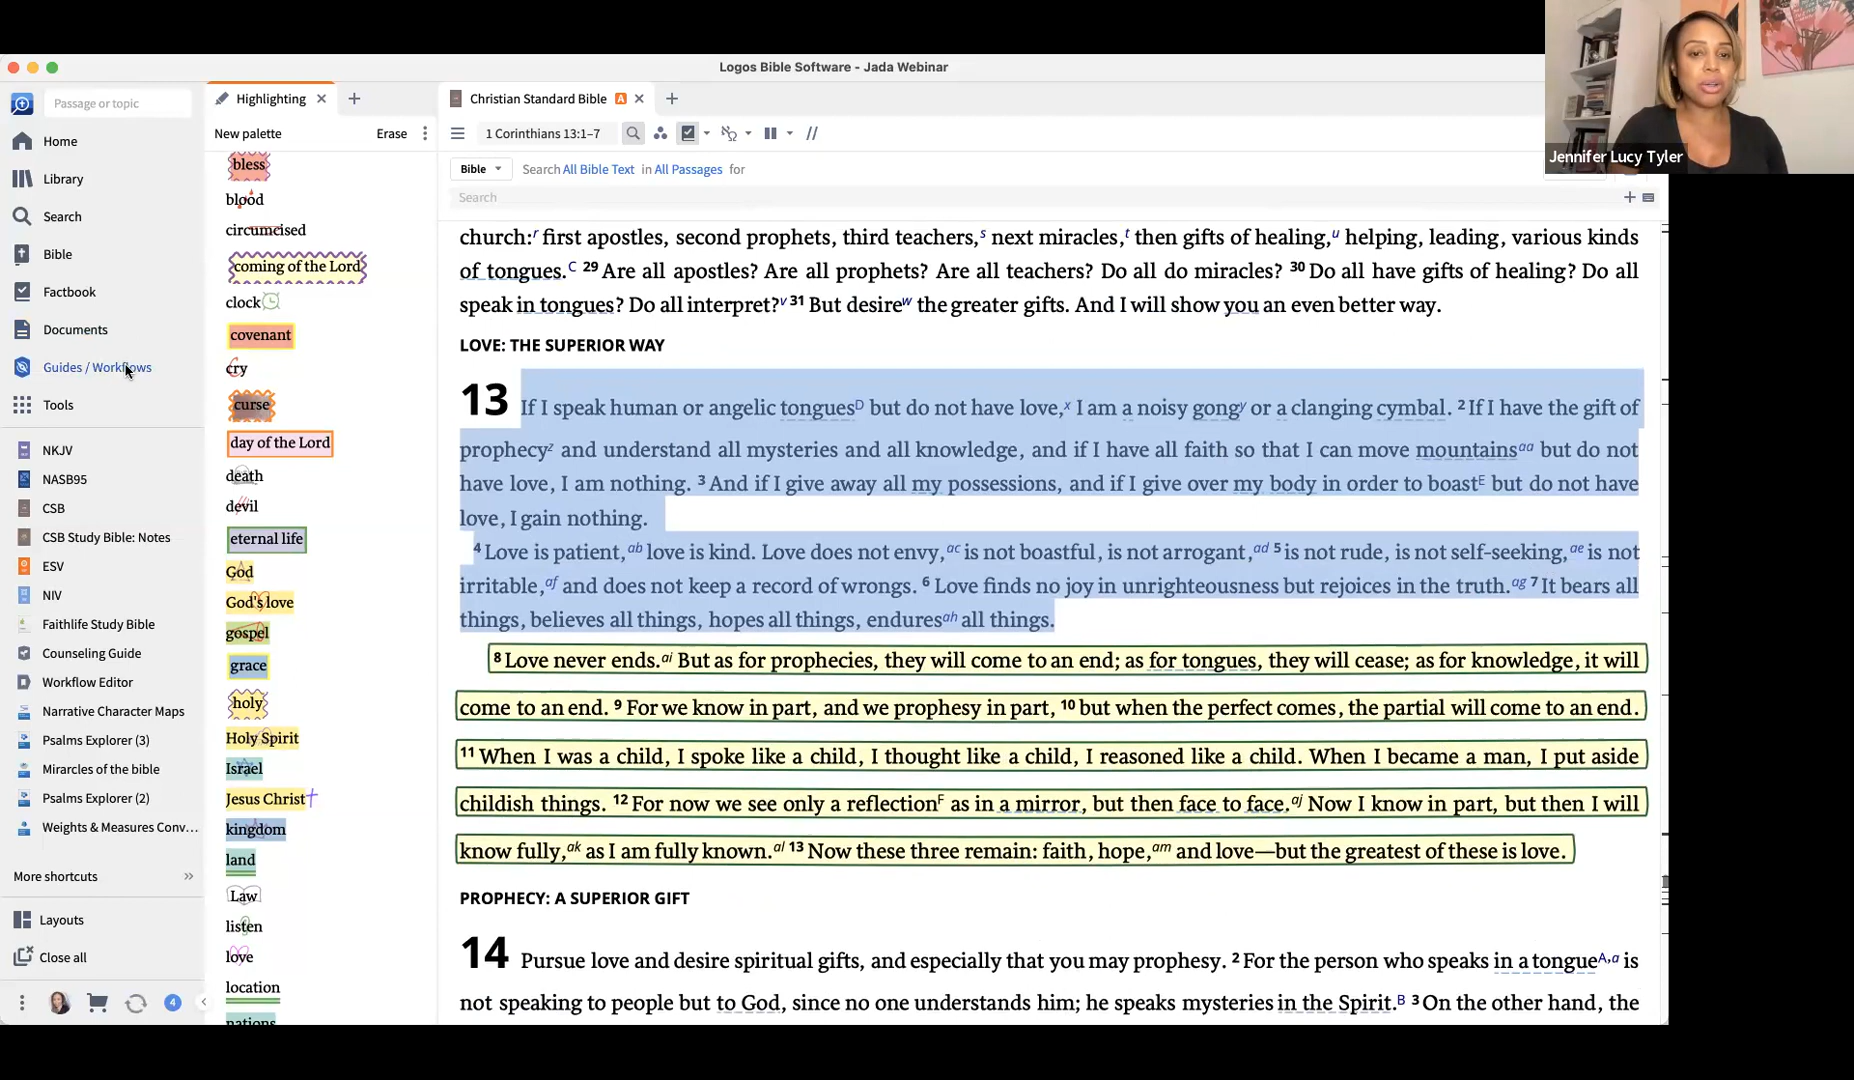 Logos Bible Software - Jada Webinar
Jennifer Lucy Tyler
Passage or topic
Home
Library
Search
Bible
Factbook
Documents
Guides / Workflows
Tools
NKJV
NASB95
CSB
CSB Study Bible: Notes
ESV
NIV
Faithlife Study Bible
Counseling Guide
Workflow Editor
Narrative Character Maps
Psalms Explorer (3)
Mirarcles of the bible
Psalms Explorer (2)
Weights & Measures Conv...
More shortcuts »
Layouts
Close all
4
Highlighting
New palette Erase
bless
blood
circumcised
coming of the Lord
clock
covenant
cry
curse
day of the Lord
death
devil
eternal life
God
God's love
gospel
grace
holy
Holy Spirit
Israel
Jesus Christ
kingdom
land
Law
listen
love
location
nations
Christian Standard Bible A
1 Corinthians 13:1–7
Bible Search All Bible Text in All Passages for
Search
church:r first apostles, second prophets, third teachers,s next miracles,t then gifts of healing,u helping, leading, various kinds
of tongues.C 29 Are all apostles? Are all prophets? Are all teachers? Do all do miracles? 30 Do all have gifts of healing? Do all
speak in tongues? Do all interpret?v 31 But desirew the greater gifts. And I will show you an even better way.
LOVE: THE SUPERIOR WAY
13 If I speak human or angelic tonguesD but do not have love,x I am a noisy gongy or a clanging cymbal. 2 If I have the gift of
prophecyz and understand all mysteries and all knowledge, and if I have all faith so that I can move mountainsaa but do not
have love, I am nothing. 3 And if I give away all my possessions, and if I give over my body in order to boastE but do not have
love, I gain nothing.
4 Love is patient,ab love is kind. Love does not envy,ac is not boastful, is not arrogant,ad 5 is not rude, is not self-seeking,ae is not
irritable,af and does not keep a record of wrongs. 6 Love finds no joy in unrighteousness but rejoices in the truth.ag 7 It bears all
things, believes all things, hopes all things, enduresah all things.
8 Love never ends.ai But as for prophecies, they will come to an end; as for tongues, they will cease; as for knowledge, it will
come to an end. 9 For we know in part, and we prophesy in part, 10 but when the perfect comes, the partial will come to an end.
11 When I was a child, I spoke like a child, I thought like a child, I reasoned like a child. When I became a man, I put aside
childish things. 12 For now we see only a reflectionF as in a mirror, but then face to face.aj Now I know in part, but then I will
know fully,ak as I am fully known.al 13 Now these three remain: faith, hope,am and love—but the greatest of these is love.
PROPHECY: A SUPERIOR GIFT
14 Pursue love and desire spiritual gifts, and especially that you may prophesy. 2 For the person who speaks in a tongueA,a is
not speaking to people but to God, since no one understands him; he speaks mysteries in the Spirit.B 3 On the other hand, the